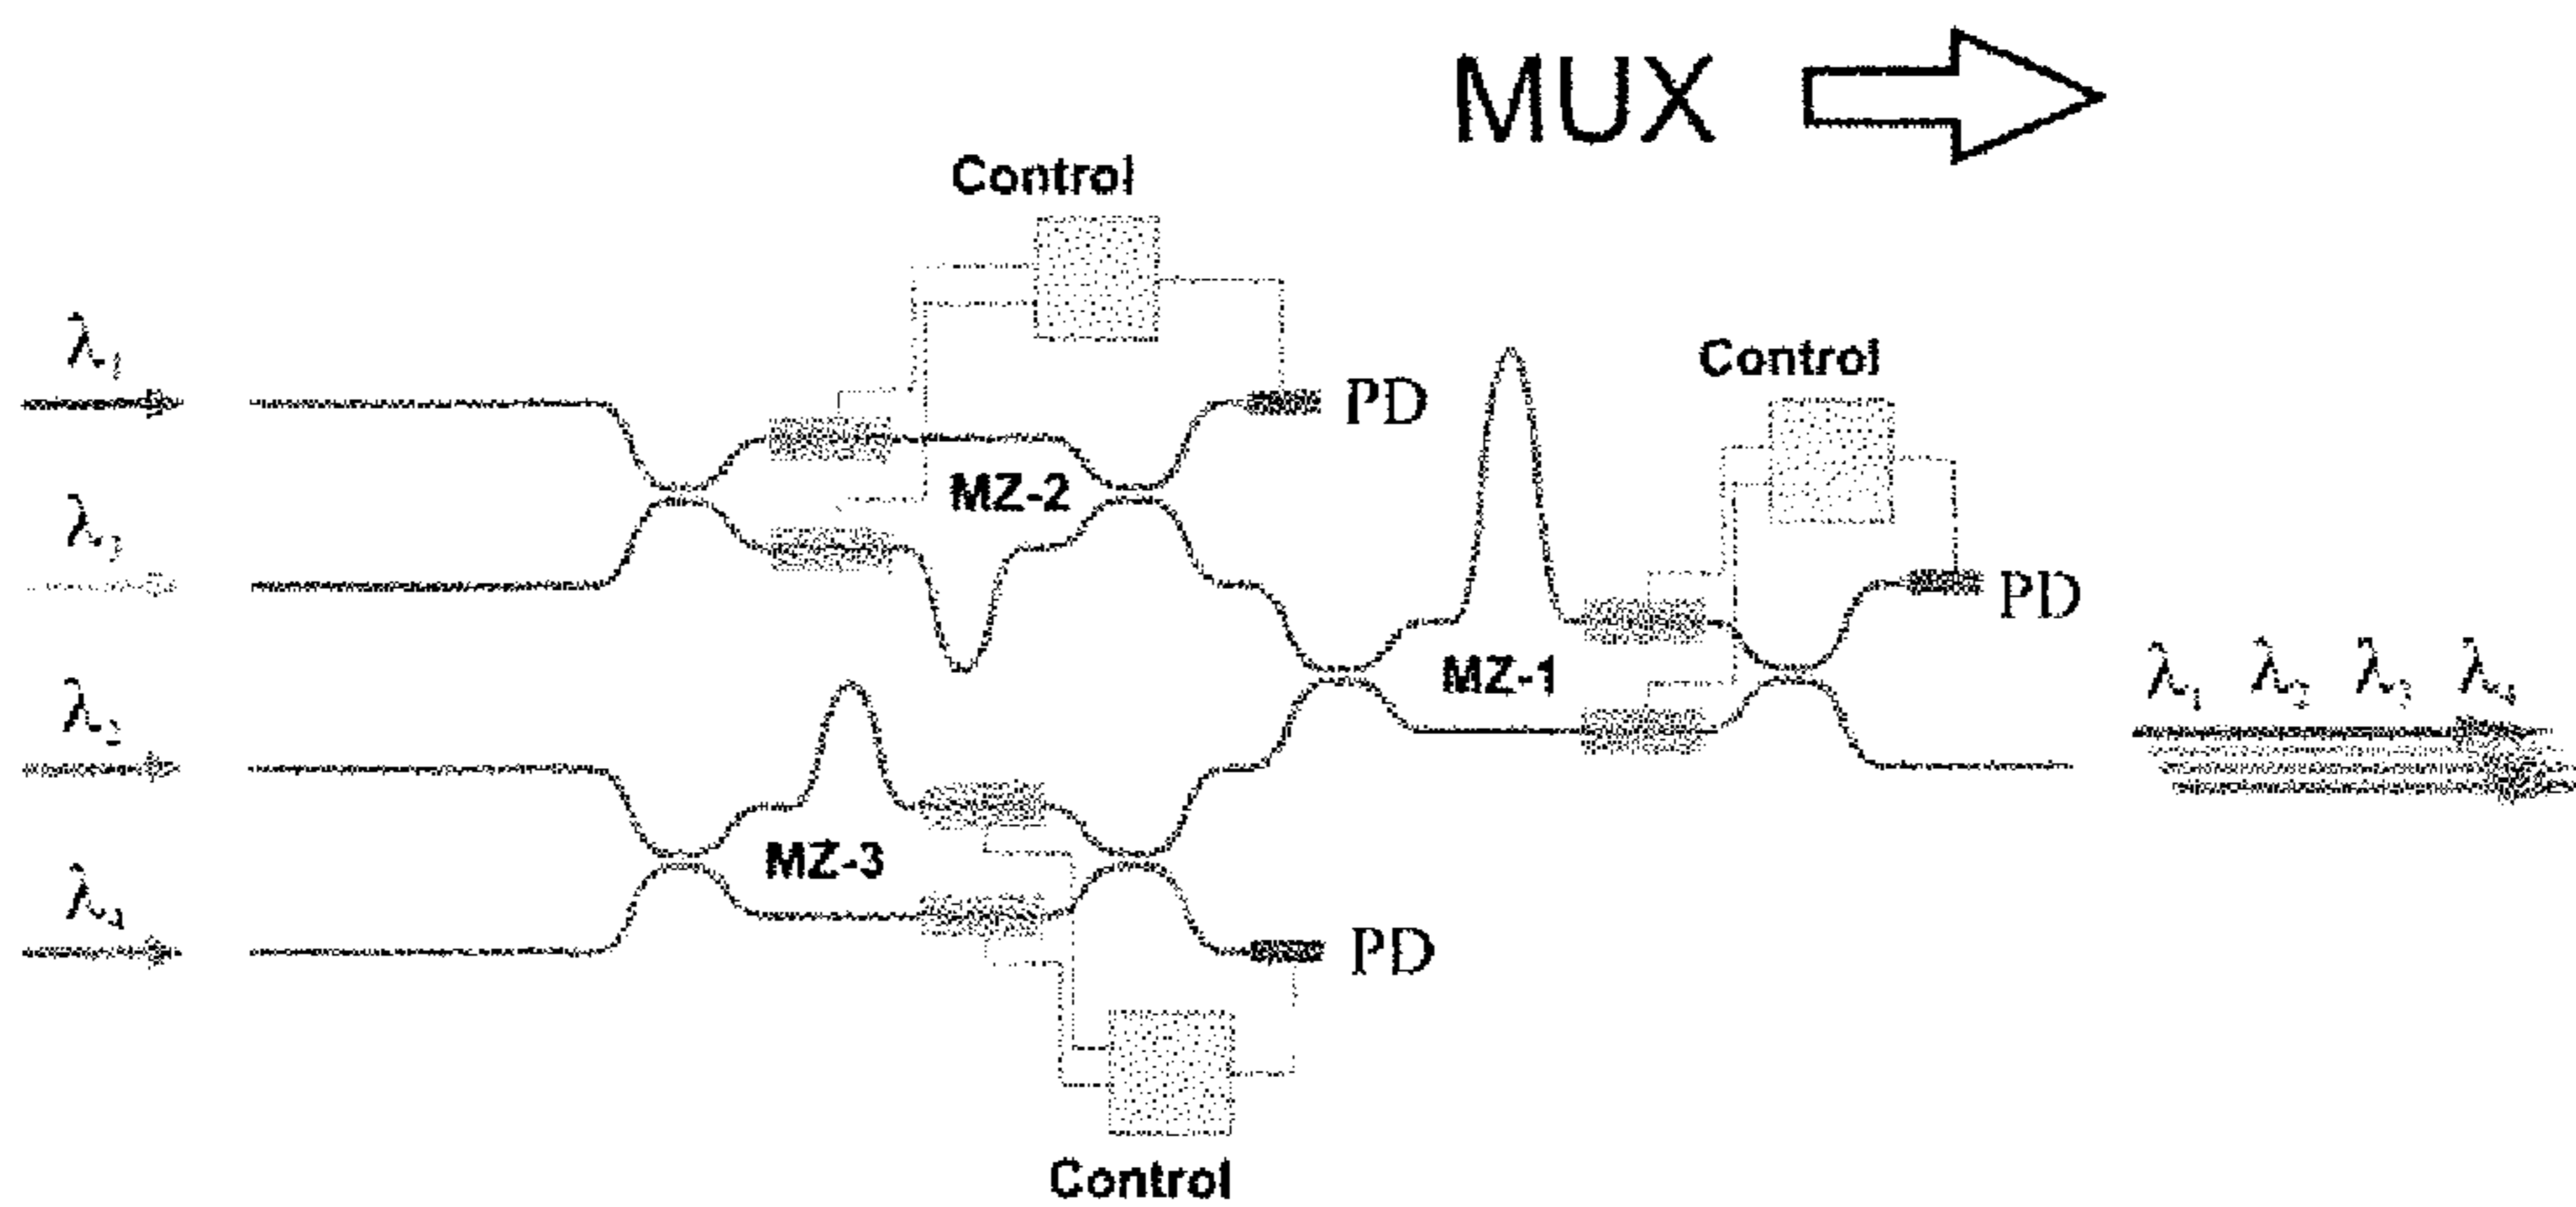 MUX
Control
λ1
PD
Control
λ3
MZ-2
PD
λ2
MZ-1
λ1 λ2 λ3 λ4
λ4
MZ-3
PD
Control